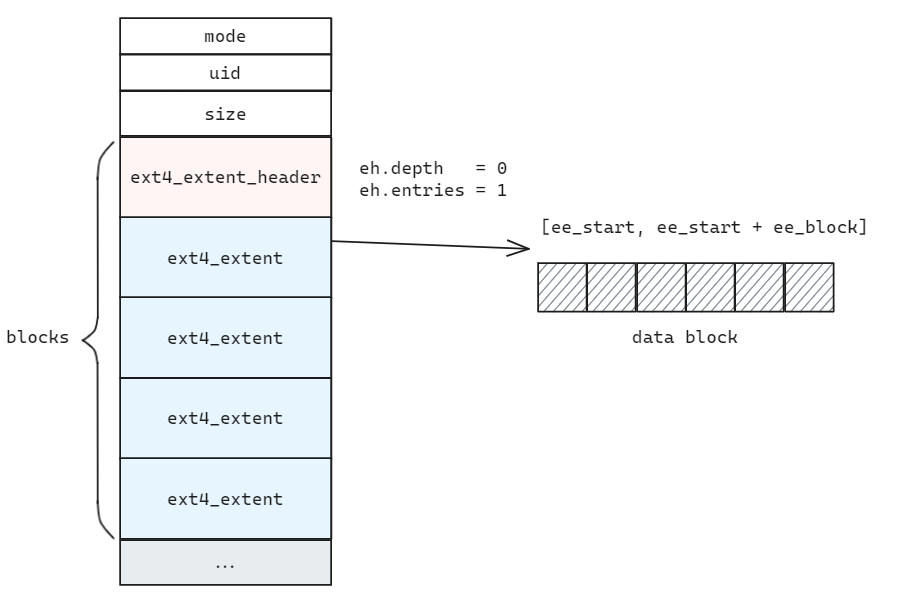 mode
uid
size
ext4_extent_header
eh.depth   = 0
eh.entries = 1
[ee_start, ee_start + ee_block]
ext4_extent
data block
blocks
ext4_extent
ext4_extent
ext4_extent
...